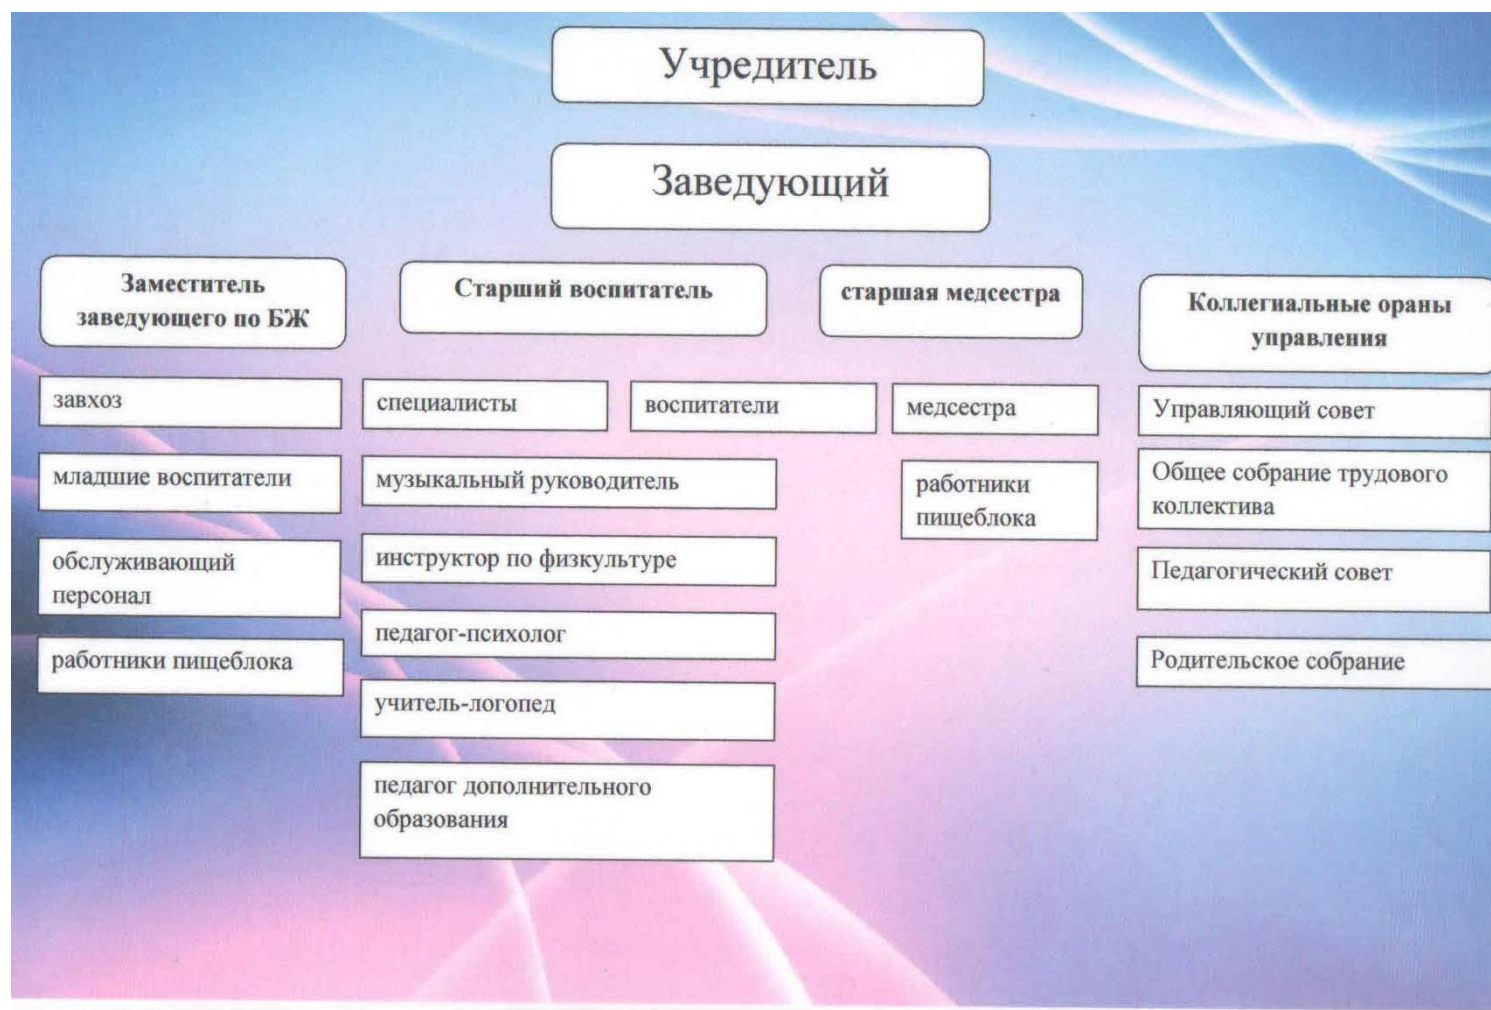 Учредитель
Заведующий
Заместитель
заведующего по БЖ
Старший воспитатель
старшая медсестра
Коллегиальные ораны
управления
завхоз
младшие воспитатели
обслуживающий
персонал
работники пищеблока
специалисты
воспитатели
музыкальный руководитель
инструктор по физкультуре
педагог-психолог
учитель-логопед
педагог дополнительного
образования
медсестра
работники
пищеблока
Управляющий совет
Общее собрание трудового
коллектива
Педагогический совет
Родительское собрание